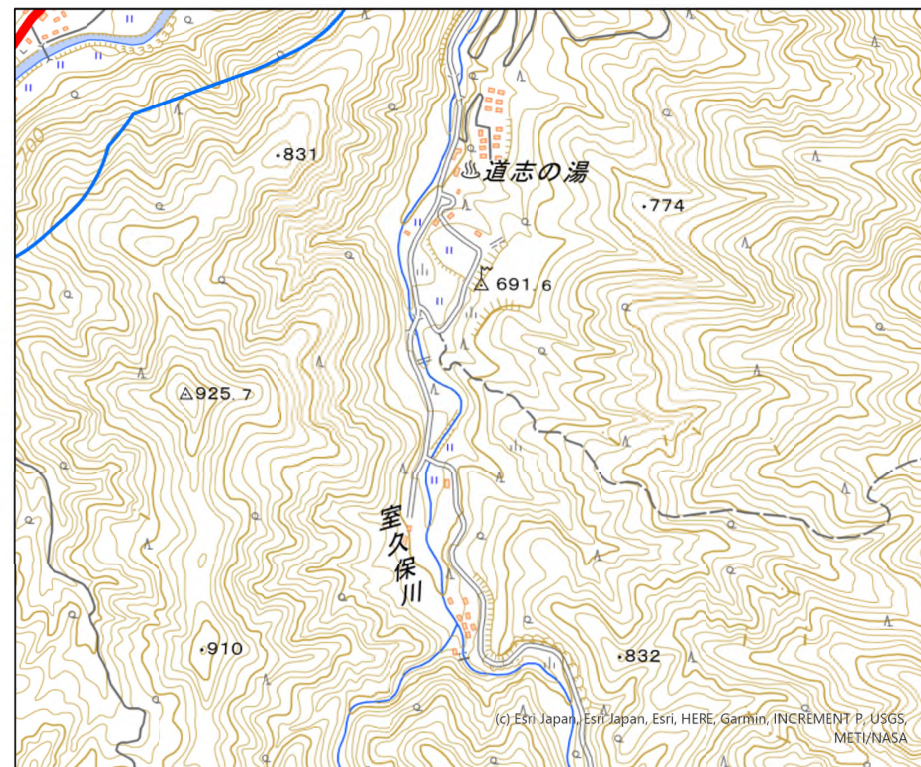 700
831
道志の湯
774
691.6
925.7
室久保川
910
832
(c) Esri Japan, Esri Japan, Esri, HERE, Garmin, INCREMENT P, USGS,
METI/NASA